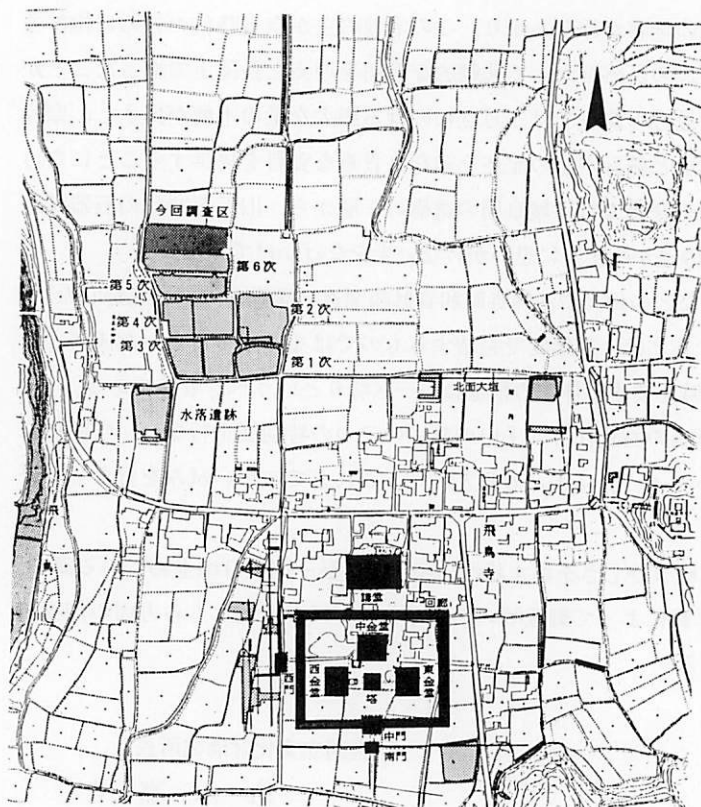 今回調査区
第6次
第5次
第2次
第4次
第3次
第1次
北面大垣
水落遺跡
飛鳥寺
講堂
回廊
中金堂
西門
西金堂
東金堂
塔
中門
南門
飛
鳥